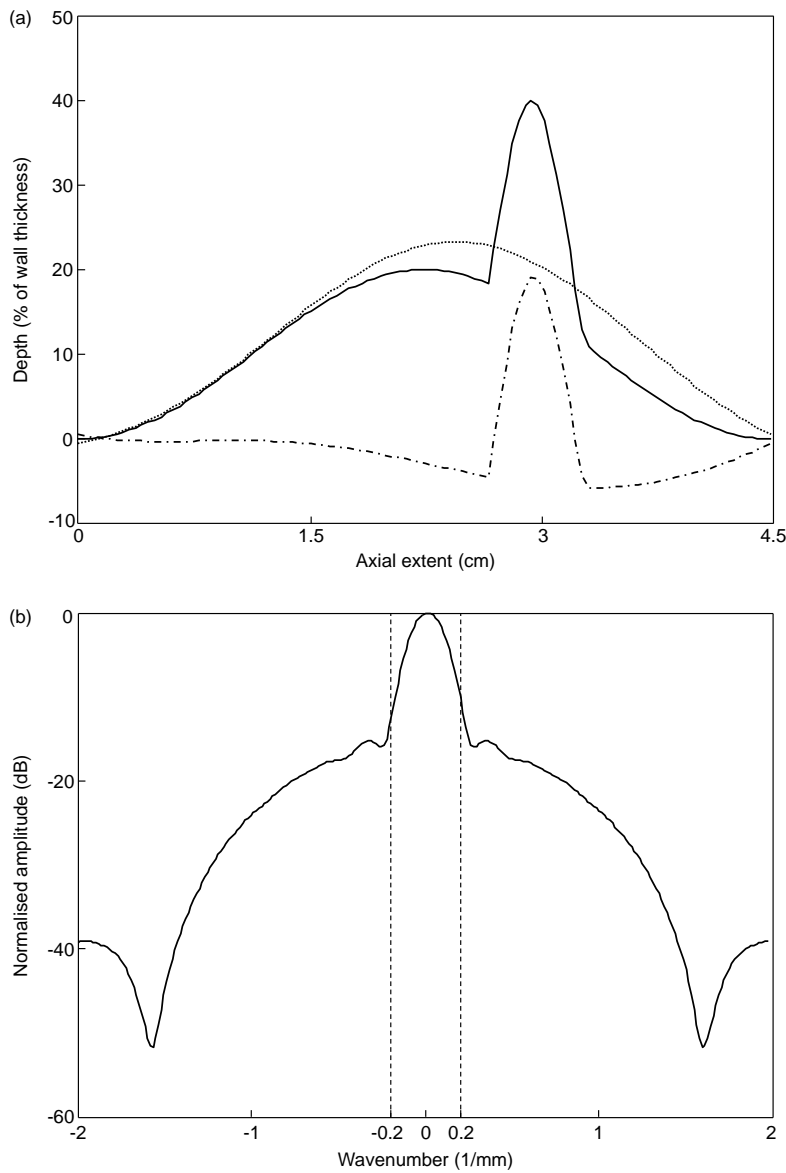 (a)
50
40
30
20
10
0
-10
Depth (% of wall thickness)
0 1.5 3 4.5
Axial extent (cm)
(b)
0
-20
-40
-60
Normalised amplitude (dB)
-2 -1 -0.2 0 0.2 1 2
Wavenumber (1/mm)